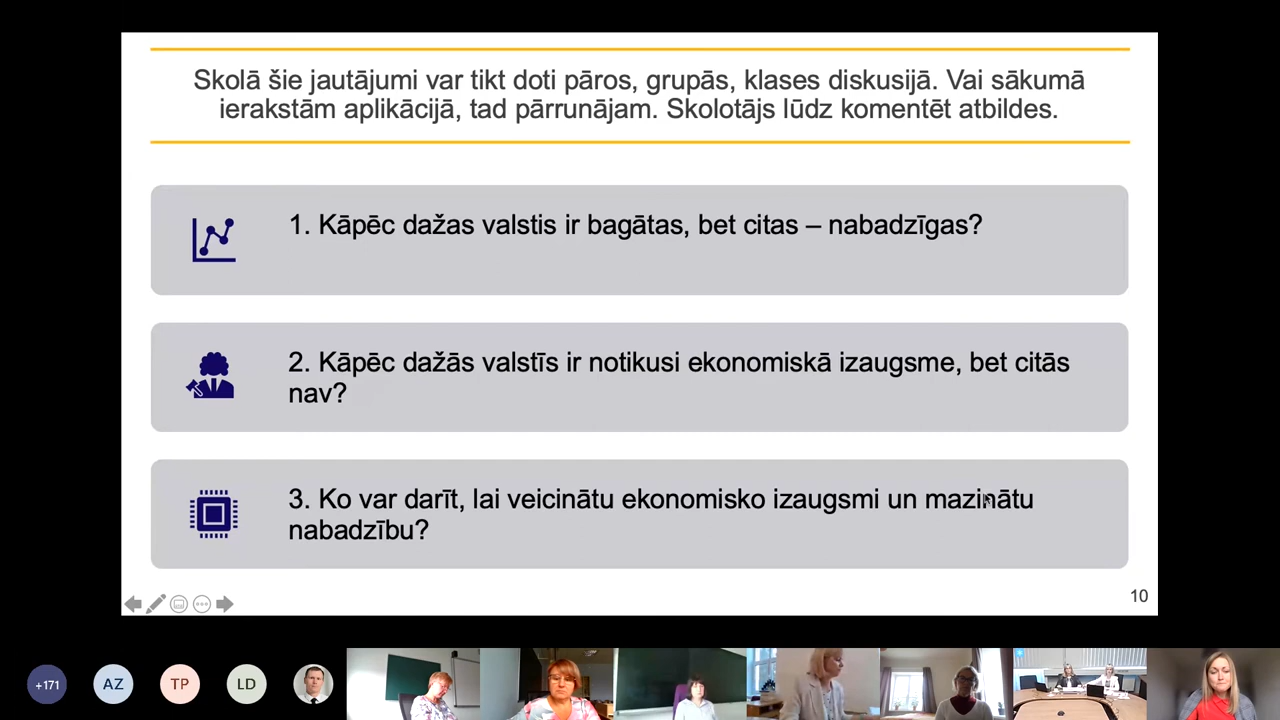 Skolā šie jautājumi var tikt doti pāros, grupās, klases diskusijā. Vai sākumā
ierakstām aplikācijā, tad pārrunājam. Skolotājs lūdz komentēt atbildes.
1. Kāpēc dažas valstis ir bagātas, bet citas – nabadzīgas?
2. Kāpēc dažās valstīs ir notikusi ekonomiskā izaugsme, bet citās
nav?
3. Ko var darīt, lai veicinātu ekonomisko izaugsmi un mazinātu
nabadzību?
10
+171
AZ
TP
LD